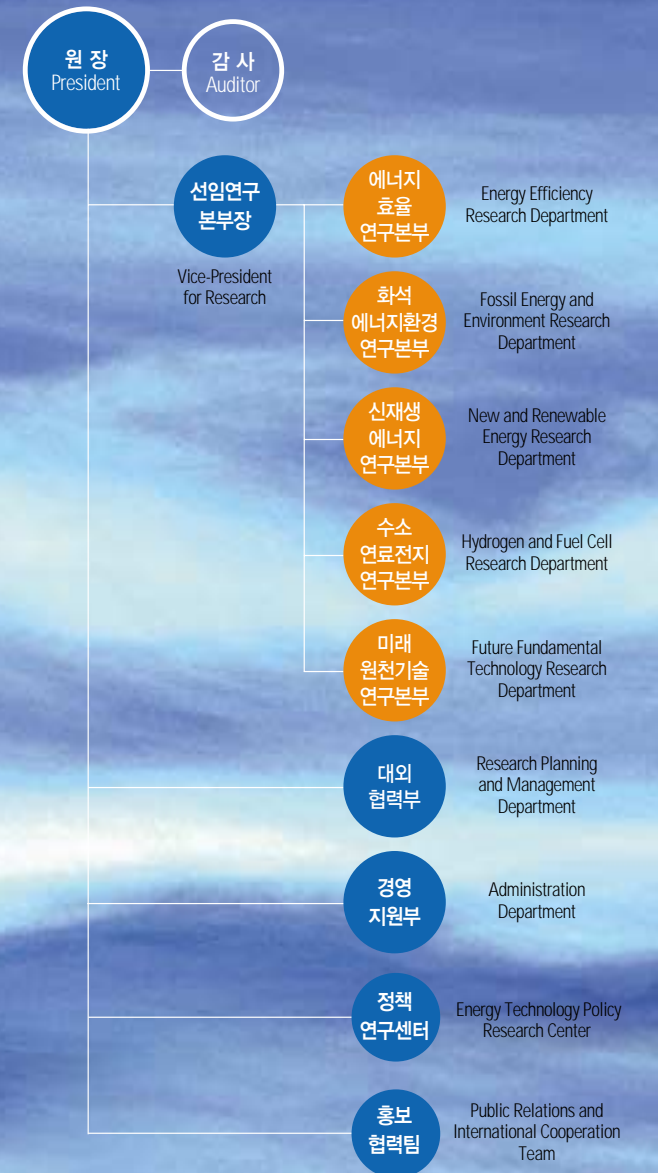 원 장
President
감 사
Auditor
선임연구
본부장
Vice-President
for Research
에너지
효율
연구본부
Energy Efficiency
Research Department
화석
에너지환경
연구본부
Fossil Energy and
Environment Research
Department
신재생
에너지
연구본부
New and Renewable
Energy Research
Department
수소
연료전지
연구본부
Hydrogen and Fuel Cell
Research Department
미래
원천기술
연구본부
Future Fundamental
Technology Research
Department
대외
협력부
Research Planning
and Management
Department
경영
지원부
Administration
Department
정책
연구센터
Energy Technology Policy
Research Center
홍보
협력팀
Public Relations and
International Cooperation
Team